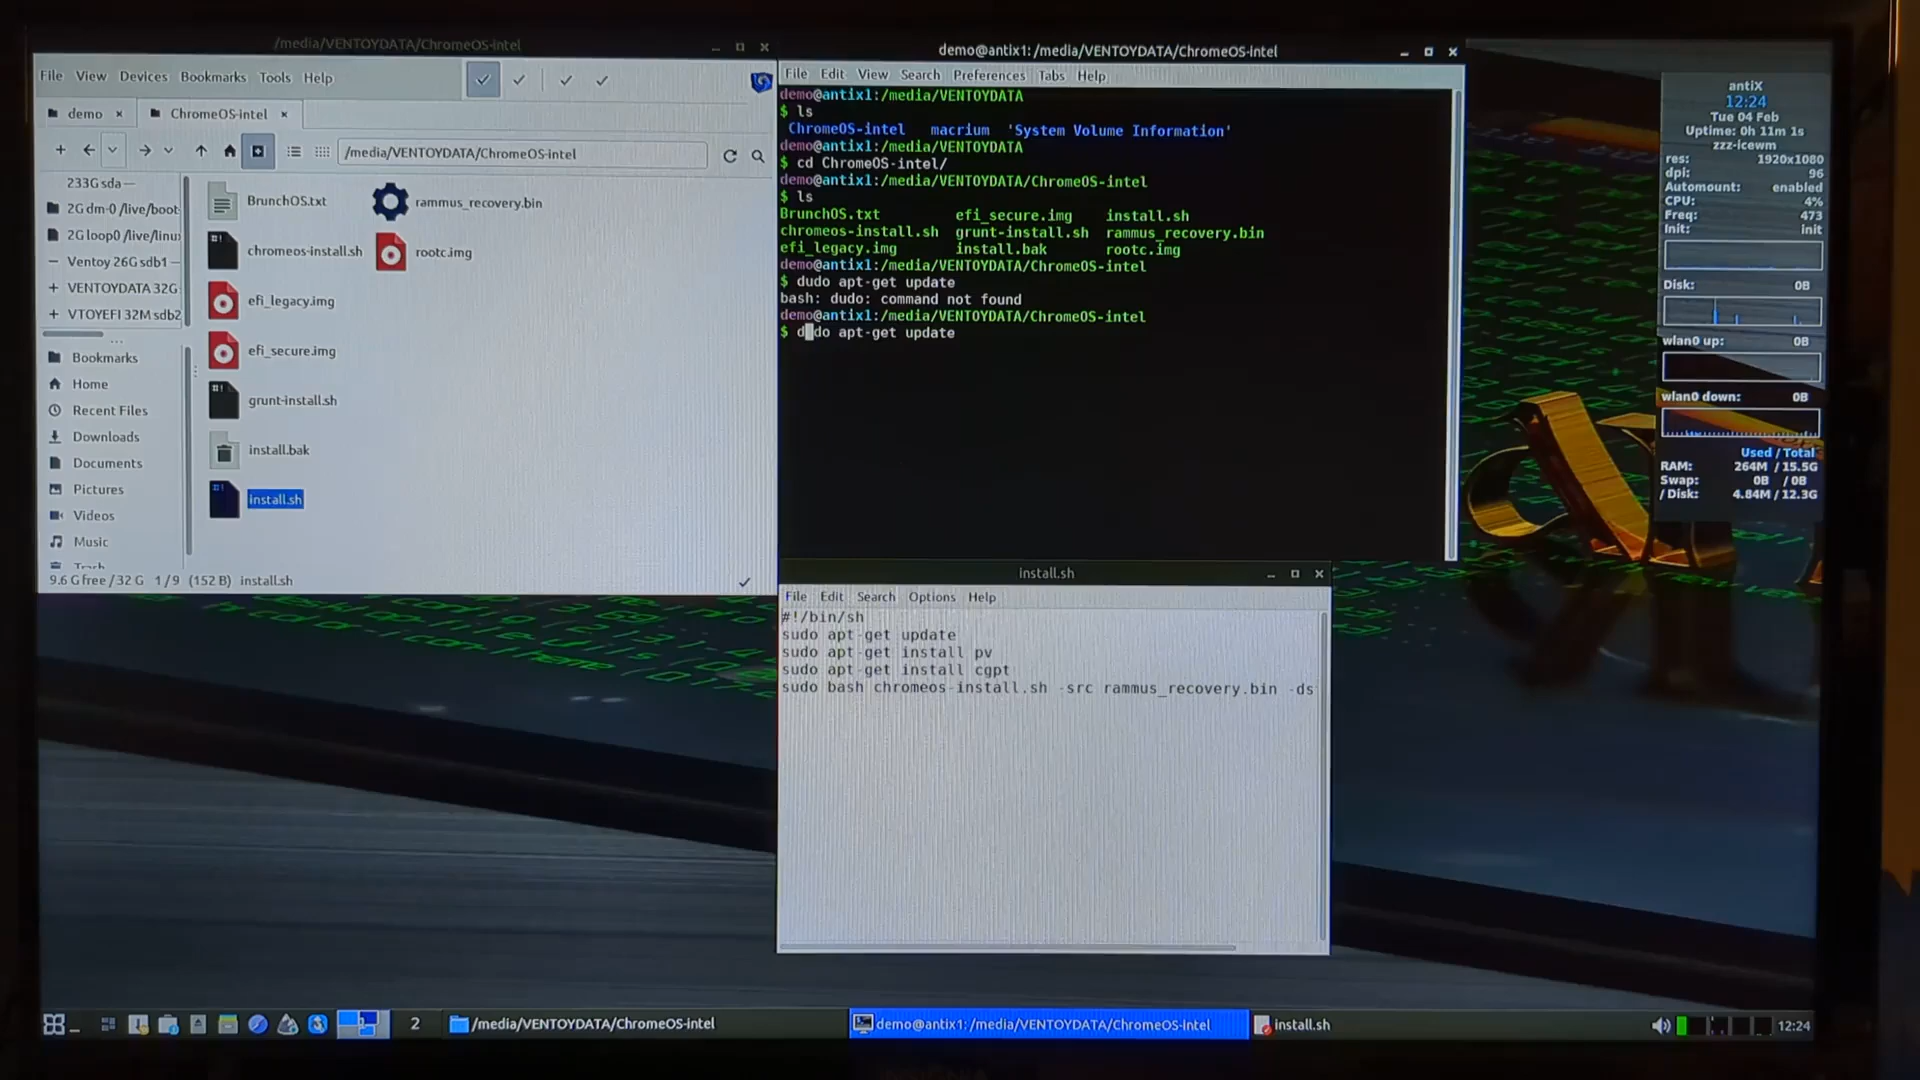 /media/VENTOYDATA/ChromeOS-intel
File View Devices Bookmarks Tools Help
demo
ChromeOS-intel
/media/VENTOYDATA/ChromeOS-intel
233G sda
2G dm-0 /live/boot
2G loop0 /live/linux
Ventoy 26G sdb1
VENTOYDATA 32G
VTOYEFI 32M sdb2
Bookmarks
Home
Recent Files
Downloads
Documents
Pictures
Videos
Music
Trash
BrunchOS.txt
chromeos-install.sh
efi_legacy.img
efi_secure.img
grunt-install.sh
install.bak
install.sh
rammus_recovery.bin
rootc.img
9.6 G free / 32 G 1 / 9 (152 B) install.sh
demo@antix1: /media/VENTOYDATA/ChromeOS-intel
File Edit View Search Preferences Tabs Help
demo@antix1:/media/VENTOYDATA
$ ls
ChromeOS-intel macrium 'System Volume Information'
demo@antix1:/media/VENTOYDATA
$ cd ChromeOS-intel/
demo@antix1:/media/VENTOYDATA/ChromeOS-intel
$ ls
BrunchOS.txt efi_secure.img install.sh
chromeos-install.sh grunt-install.sh rammus_recovery.bin
efi_legacy.img install.bak rootc.img
demo@antix1:/media/VENTOYDATA/ChromeOS-intel
$ dudo apt-get update
bash: dudo: command not found
demo@antix1:/media/VENTOYDATA/ChromeOS-intel
$ dudo apt-get update
install.sh
File Edit Search Options Help
#!/bin/sh
sudo apt-get update
sudo apt-get install pv
sudo apt-get install cgpt
sudo bash chromeos-install.sh -src rammus_recovery.bin -ds
antiX
12:24
Tue 04 Feb
Uptime: 0h 11m 1s
zzz-icewm
res: 1920x1080
dpi: 96
Automount: enabled
CPU: 4%
Freq: 473
Init: init
Disk: 0B
wlan0 up: 0B
wlan0 down: 0B
Used / Total
RAM: 264M / 15.5G
Swap: 0B / 0B
/ Disk: 4.84M / 12.3G
2
/media/VENTOYDATA/ChromeOS-intel
demo@antix1: /media/VENTOYDATA/ChromeOS-intel
install.sh
12:24